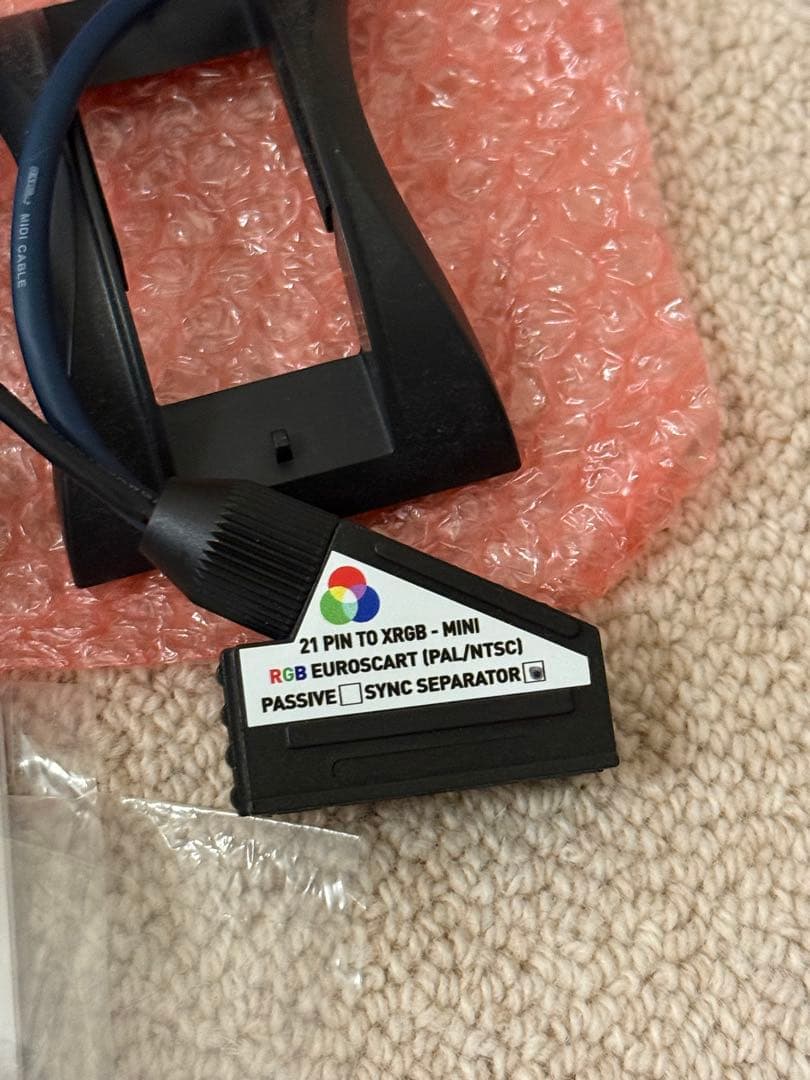 MIDI CABLE
21 PIN TO XRGB - MINI
RGB EUROSCART (PAL/NTSC)
PASSIVE SYNC SEPARATOR